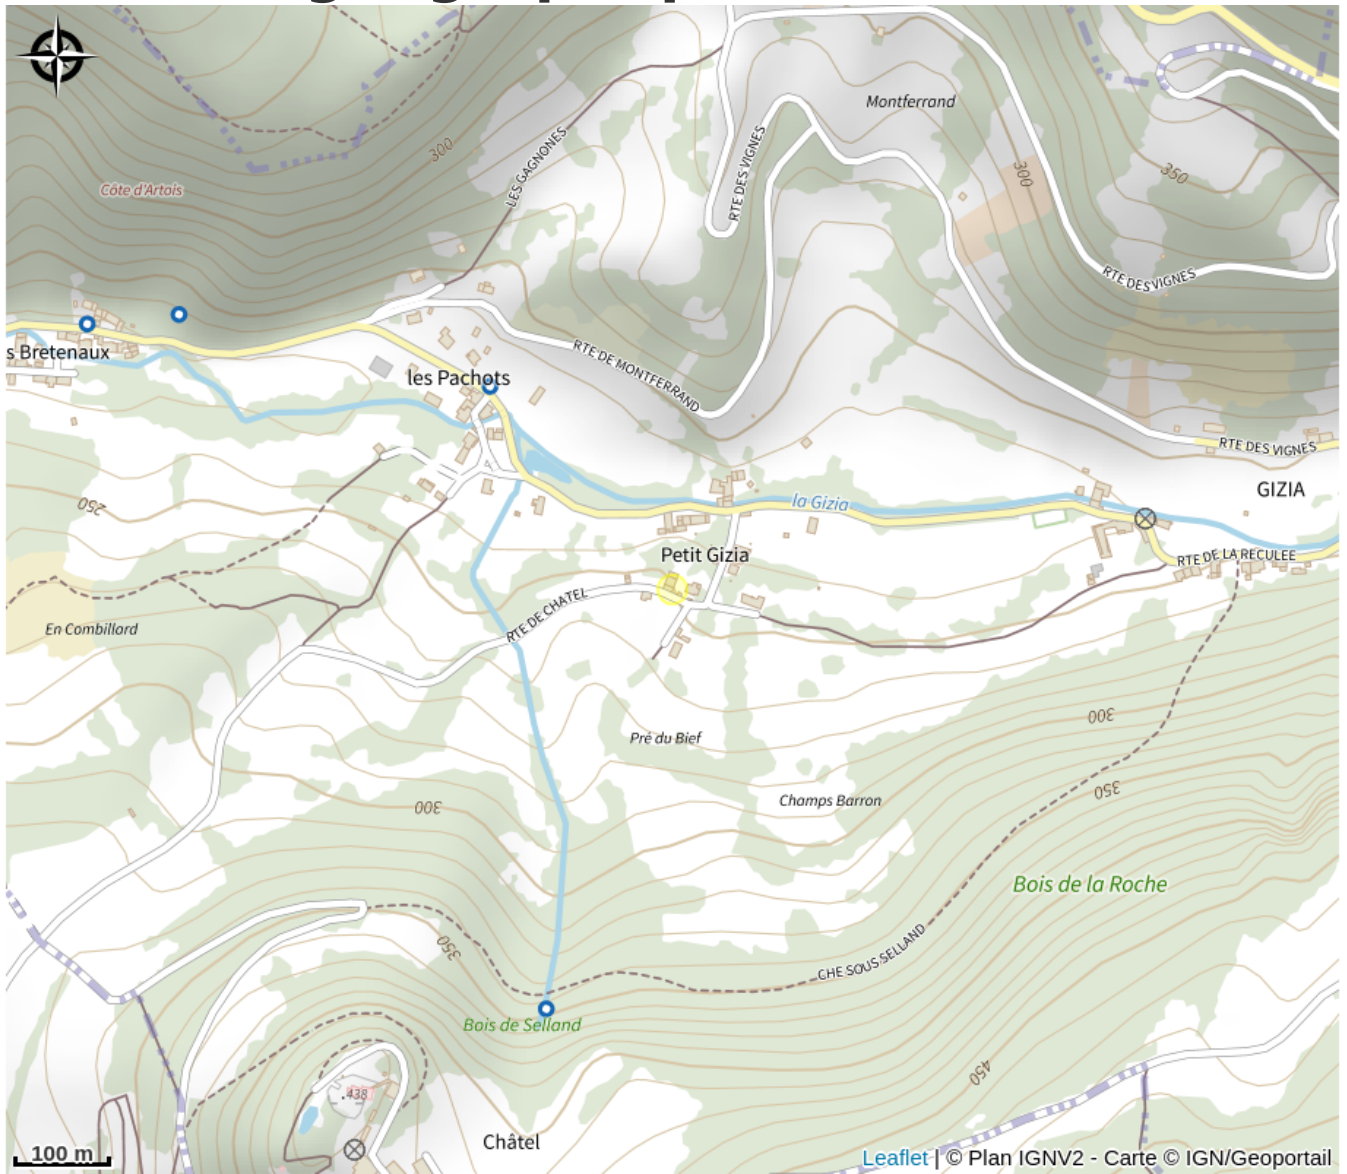 Montferrand
300
LES GAGNONES
RTE DES VIGNES
300
350
Côte d'Artois
RTE DES VIGNES
s Bretenaux
les Pachots
RTE DE MONTFERRAND
RTE DES VIGNES
GIZIA
250
la Gizia
Petit Gizia
RTE DE LA RECULEE
RTE DE CHATEL
En Combillard
300
Pré du Bief
350
Champs Barron
300
Bois de la Roche
350
CHE SOUS SELLAND
Bois de Selland
450
438
Châtel
100 m
Leaflet | © Plan IGNV2 - Carte © IGN/Geoportail